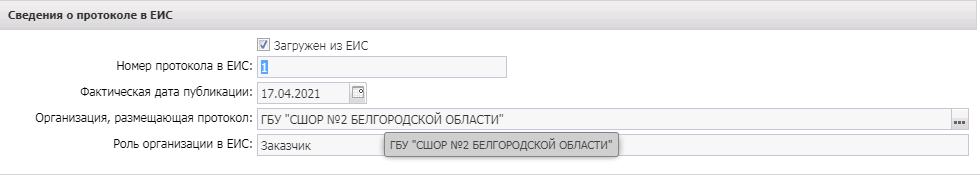 Сведения о протоколе в ЕИС
Загружен из ЕИС
Номер протокола в ЕИС: 1
Фактическая дата публикации: 17.04.2021
Организация, размещающая протокол: ГБУ "СШОР №2 БЕЛГОРОДСКОЙ ОБЛАСТИ" ...
Роль организации в ЕИС: Заказчик
ГБУ "СШОР №2 БЕЛГОРОДСКОЙ ОБЛАСТИ"